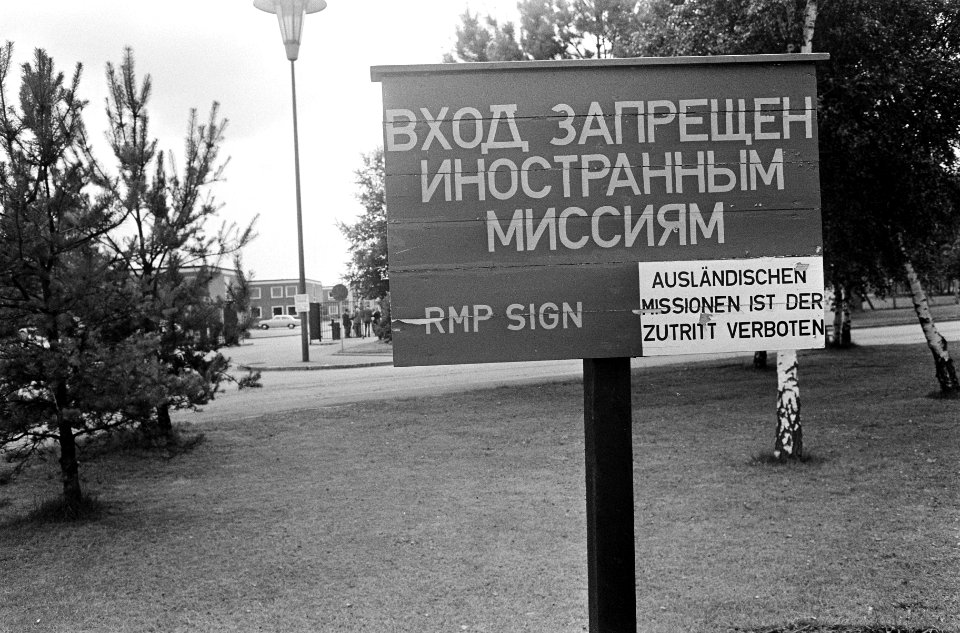 ВХОД ЗАПРЕЩЕН
ИНОСТРАННЫМ
МИССИЯМ
RMP SIGN
AUSLÄNDISCHEN
MISSIONEN IST DER
ZUTRITT VERBOTEN